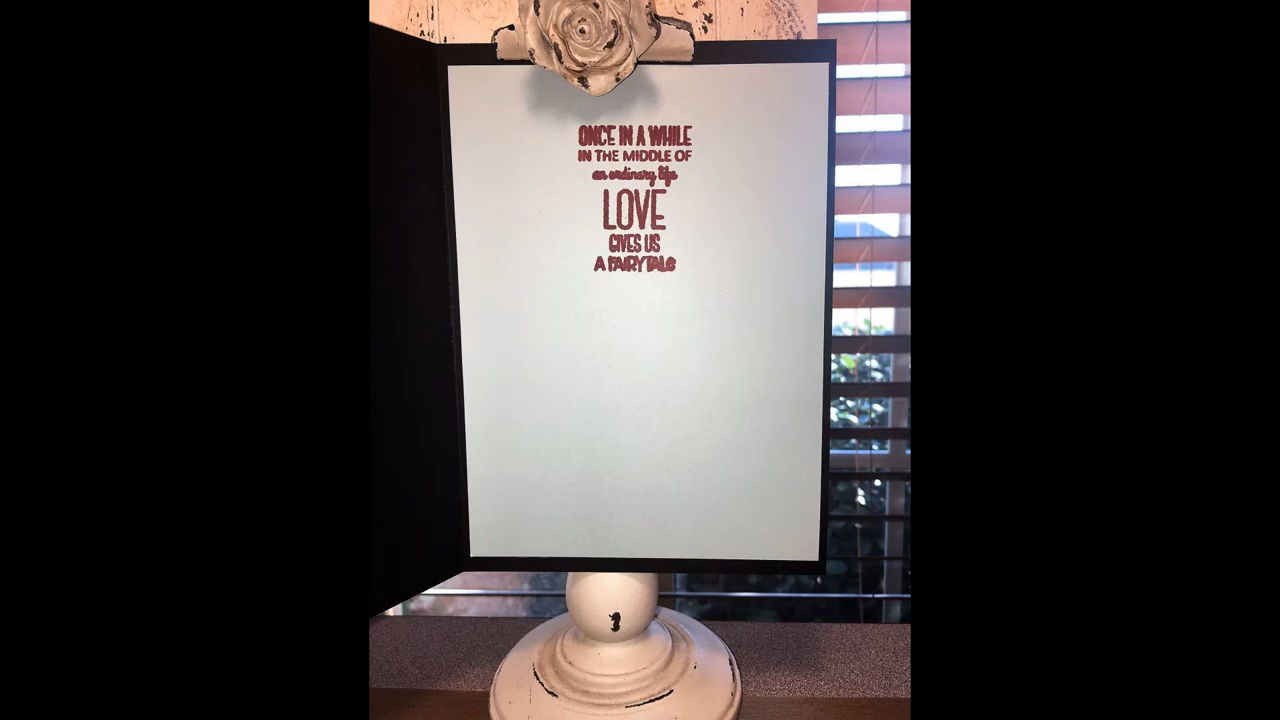 ONCE IN A WHILE
IN THE MIDDLE OF
an ordinary life
LOVE
GIVES US
A FAIRYTALE